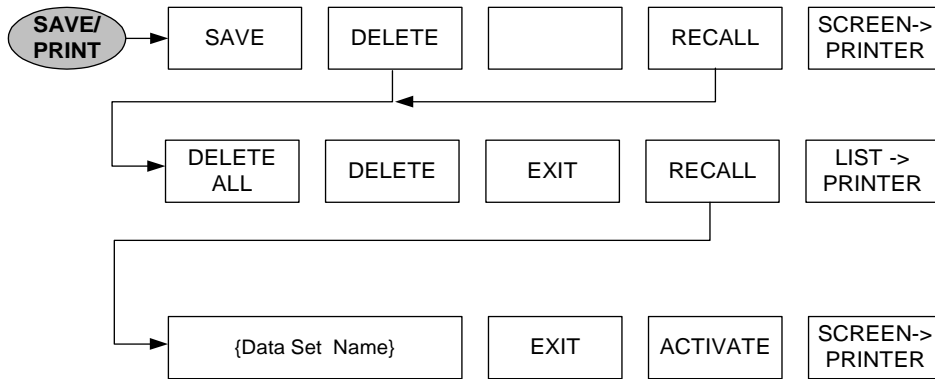 SAVE/
PRINT
SAVE
DELETE
RECALL
SCREEN->
PRINTER
DELETE
ALL
DELETE
EXIT
RECALL
LIST ->
PRINTER
{Data Set  Name}
EXIT
ACTIVATE
SCREEN->
PRINTER